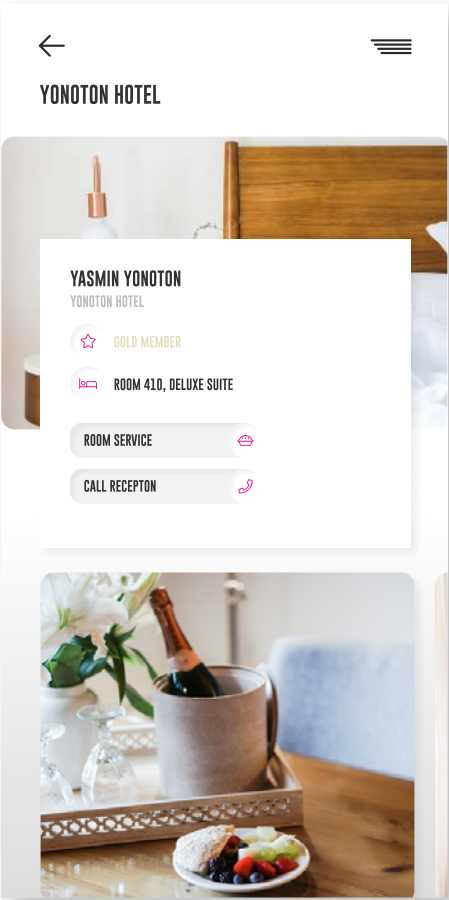 YONOTON HOTEL
YASMIN YONOTON
YONOTON HOTEL
GOLD MEMBER
ROOM 410, DELUXE SUITE
ROOM SERVICE
CALL RECEPTON